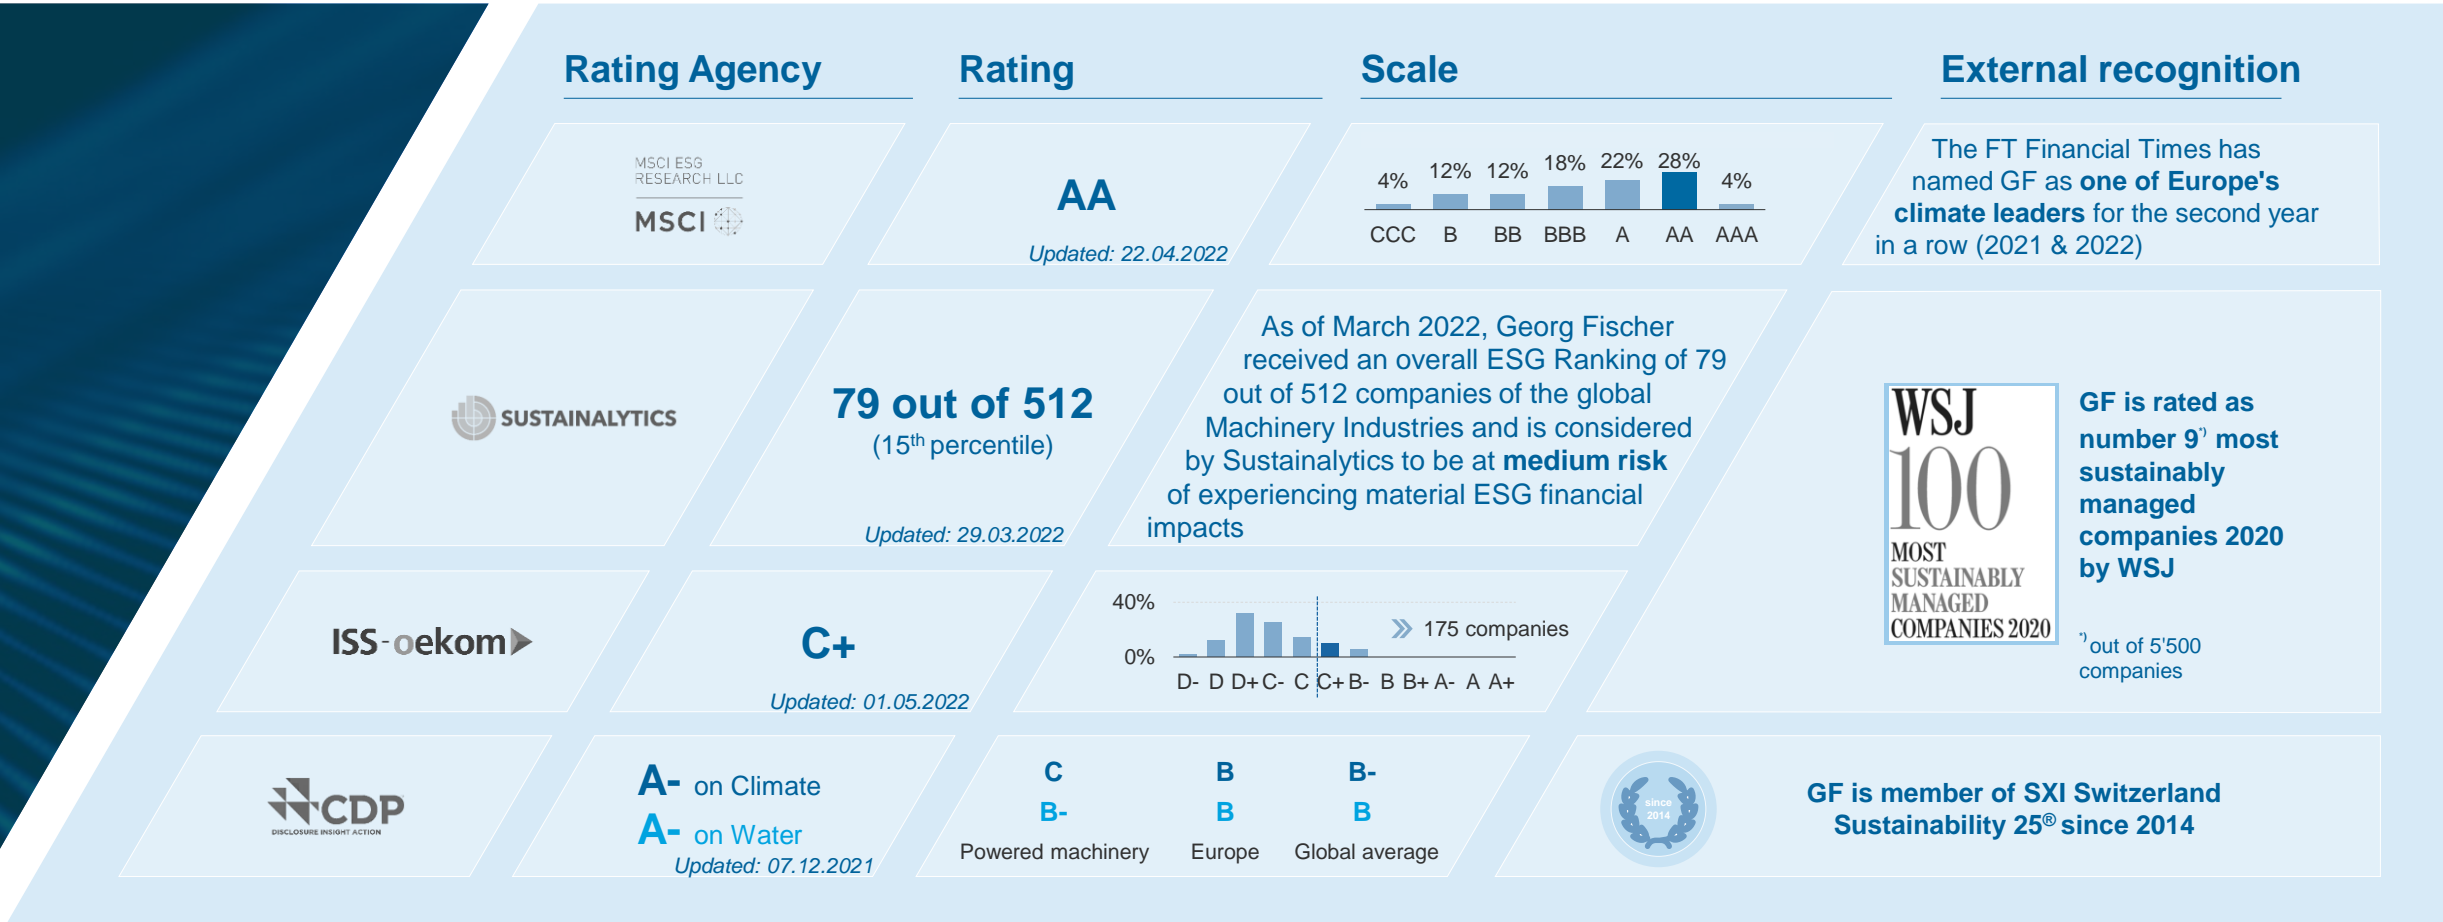 Rating Agency
Rating
Scale
External recognition
MSCI ESG
RESEARCH LLC
MSCI
AA
Updated: 22.04.2022
4% 12% 12% 18% 22% 28% 4%
CCC B BB BBB A AA AAA
The FT Financial Times has
named GF as one of Europe's
climate leaders for the second year
in a row (2021 & 2022)
SUSTAINALYTICS
79 out of 512
(15th percentile)
Updated: 29.03.2022
As of March 2022, Georg Fischer
received an overall ESG Ranking of 79
out of 512 companies of the global
Machinery Industries and is considered
by Sustainalytics to be at medium risk
of experiencing material ESG financial
impacts
WSJ
100
MOST
SUSTAINABLY
MANAGED
COMPANIES 2020
GF is rated as
number 9*) most
sustainably
managed
companies 2020
by WSJ
*) out of 5'500
companies
ISS-oekom
C+
Updated: 01.05.2022
40%
0%
175 companies
D- D D+ C- C C+ B- B B+ A- A A+
CDP
DISCLOSURE INSIGHT ACTION
A- on Climate
A- on Water
Updated: 07.12.2021
C B B-
B- B B
Powered machinery Europe Global average
since
2014
GF is member of SXI Switzerland
Sustainability 25® since 2014